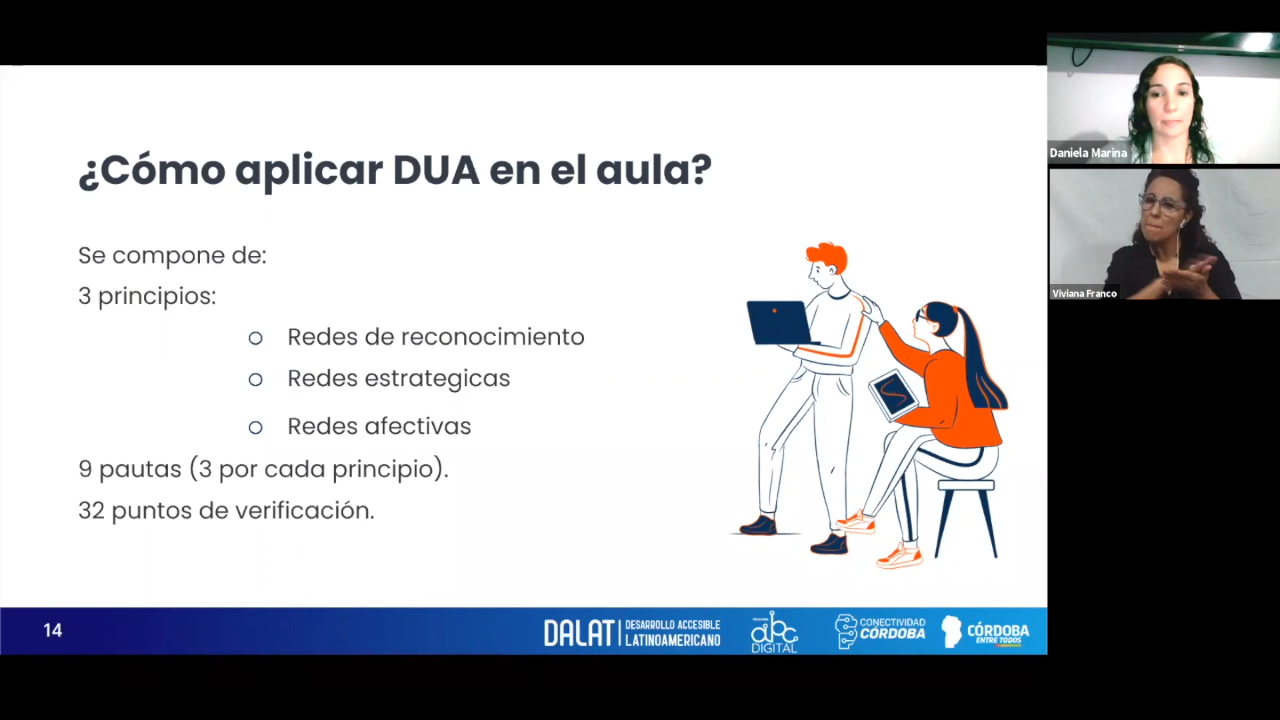 ¿Cómo aplicar DUA en el aula?
Se compone de:
3 principios:
Redes de reconocimiento
Redes estrategicas
Redes afectivas
9 pautas (3 por cada principio).
32 puntos de verificación.
14
DALAT
DESARROLLO ACCESIBLE
LATINOAMERICANO
abc
DIGITAL
CONECTIVIDAD
CÓRDOBA
CÓRDOBA
ENTRE TODOS
Daniela Marina
Viviana Franco